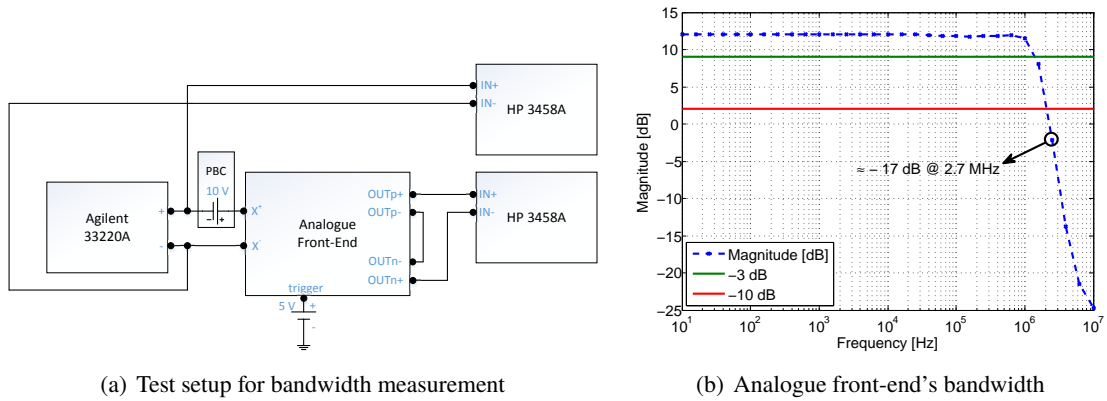 IN+
IN-
HP 3458A
PBC
10 V
- +
Agilent
33220A
+
-
X+
X-
Analogue
Front-End
OUTp+
OUTp-
OUTn-
OUTn+
trigger
5 V
+
-
IN+
IN-
HP 3458A
(a) Test setup for bandwidth measurement
15
10
5
0
−5
−10
−15
−20
−25
Magnitude [dB]
≈ − 17 dB @ 2.7 MHz
Magnitude [dB]
−3 dB
−10 dB
10^1
10^2
10^3
10^4
10^5
10^6
10^7
Frequency [Hz]
(b) Analogue front-end's bandwidth